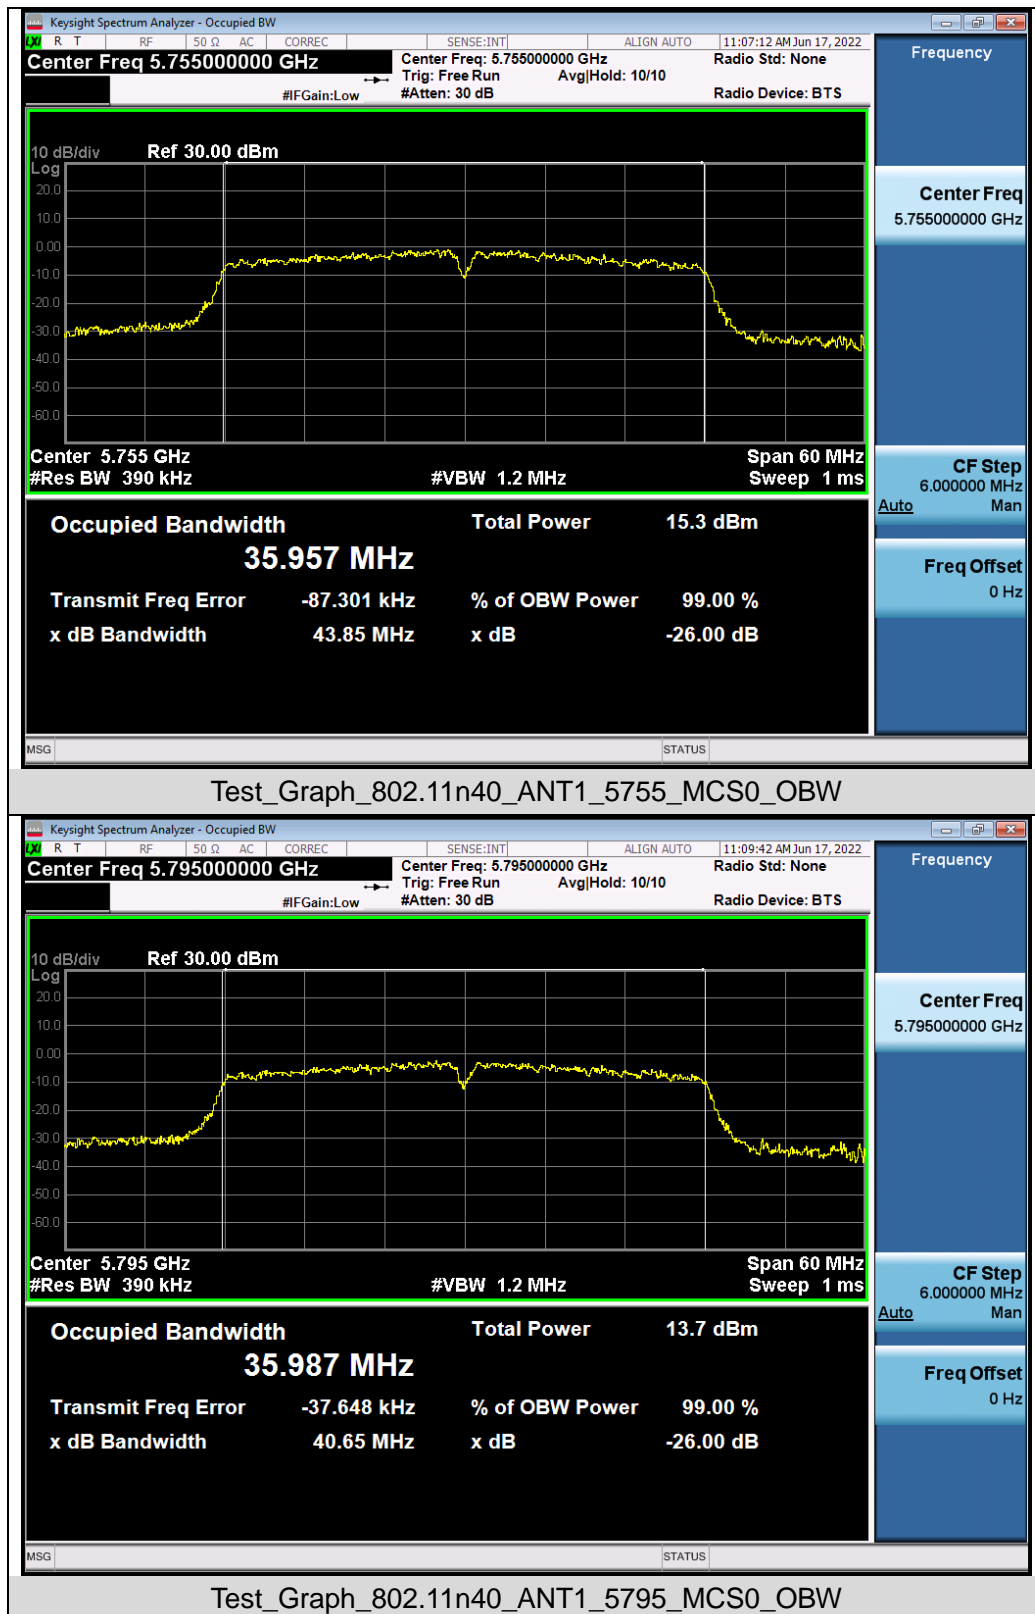 Keysight Spectrum Analyzer - Occupied BW
LXI R T RF 50 Ω AC CORREC SENSE:INT ALIGN AUTO 11:07:12 AM Jun 17, 2022
Center Freq 5.755000000 GHz
Center Freq: 5.755000000 GHz Radio Std: None
Trig: Free Run Avg|Hold: 10/10
#IFGain:Low #Atten: 30 dB Radio Device: BTS
Frequency
10 dB/div Ref 30.00 dBm
Log
20.0
10.0
0.00
-10.0
-20.0
-30.0
-40.0
-50.0
-60.0
Center 5.755 GHz Span 60 MHz
#Res BW 390 kHz #VBW 1.2 MHz Sweep 1 ms
Center Freq
5.755000000 GHz
CF Step
6.000000 MHz
Auto Man
Freq Offset
0 Hz
Occupied Bandwidth Total Power 15.3 dBm
35.957 MHz
Transmit Freq Error -87.301 kHz % of OBW Power 99.00 %
x dB Bandwidth 43.85 MHz x dB -26.00 dB
MSG STATUS
Test_Graph_802.11n40_ANT1_5755_MCS0_OBW
Keysight Spectrum Analyzer - Occupied BW
LXI R T RF 50 Ω AC CORREC SENSE:INT ALIGN AUTO 11:09:42 AM Jun 17, 2022
Center Freq 5.795000000 GHz
Center Freq: 5.795000000 GHz Radio Std: None
Trig: Free Run Avg|Hold: 10/10
#IFGain:Low #Atten: 30 dB Radio Device: BTS
Frequency
10 dB/div Ref 30.00 dBm
Log
20.0
10.0
0.00
-10.0
-20.0
-30.0
-40.0
-50.0
-60.0
Center 5.795 GHz Span 60 MHz
#Res BW 390 kHz #VBW 1.2 MHz Sweep 1 ms
Center Freq
5.795000000 GHz
CF Step
6.000000 MHz
Auto Man
Freq Offset
0 Hz
Occupied Bandwidth Total Power 13.7 dBm
35.987 MHz
Transmit Freq Error -37.648 kHz % of OBW Power 99.00 %
x dB Bandwidth 40.65 MHz x dB -26.00 dB
MSG STATUS
Test_Graph_802.11n40_ANT1_5795_MCS0_OBW